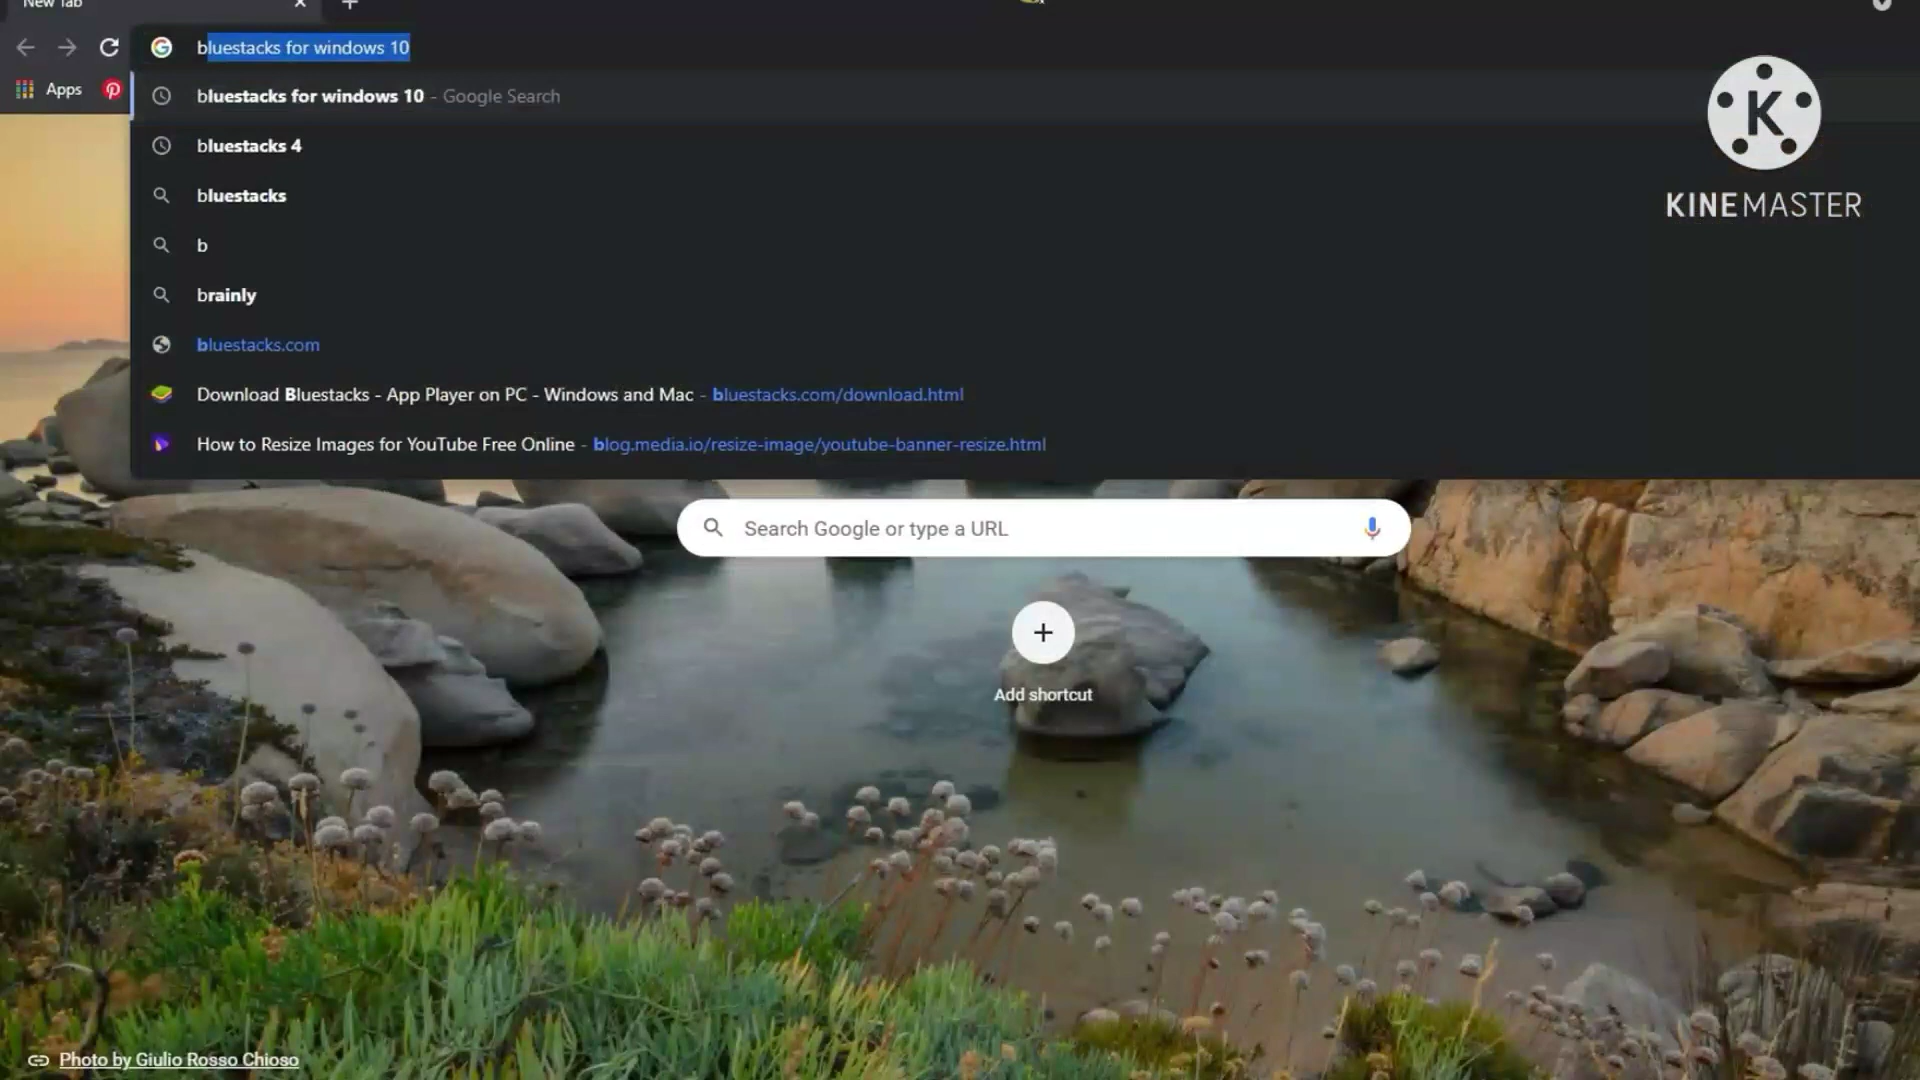 New Tab
bluestacks for windows 10
Apps
bluestacks for windows 10 - Google Search
bluestacks 4
bluestacks
b
brainly
bluestacks.com
Download Bluestacks - App Player on PC - Windows and Mac - bluestacks.com/download.html
How to Resize Images for YouTube Free Online - blog.media.io/resize-image/youtube-banner-resize.html
K
KINEMASTER
Search Google or type a URL
Add shortcut
Photo by Giulio Rosso Chioso